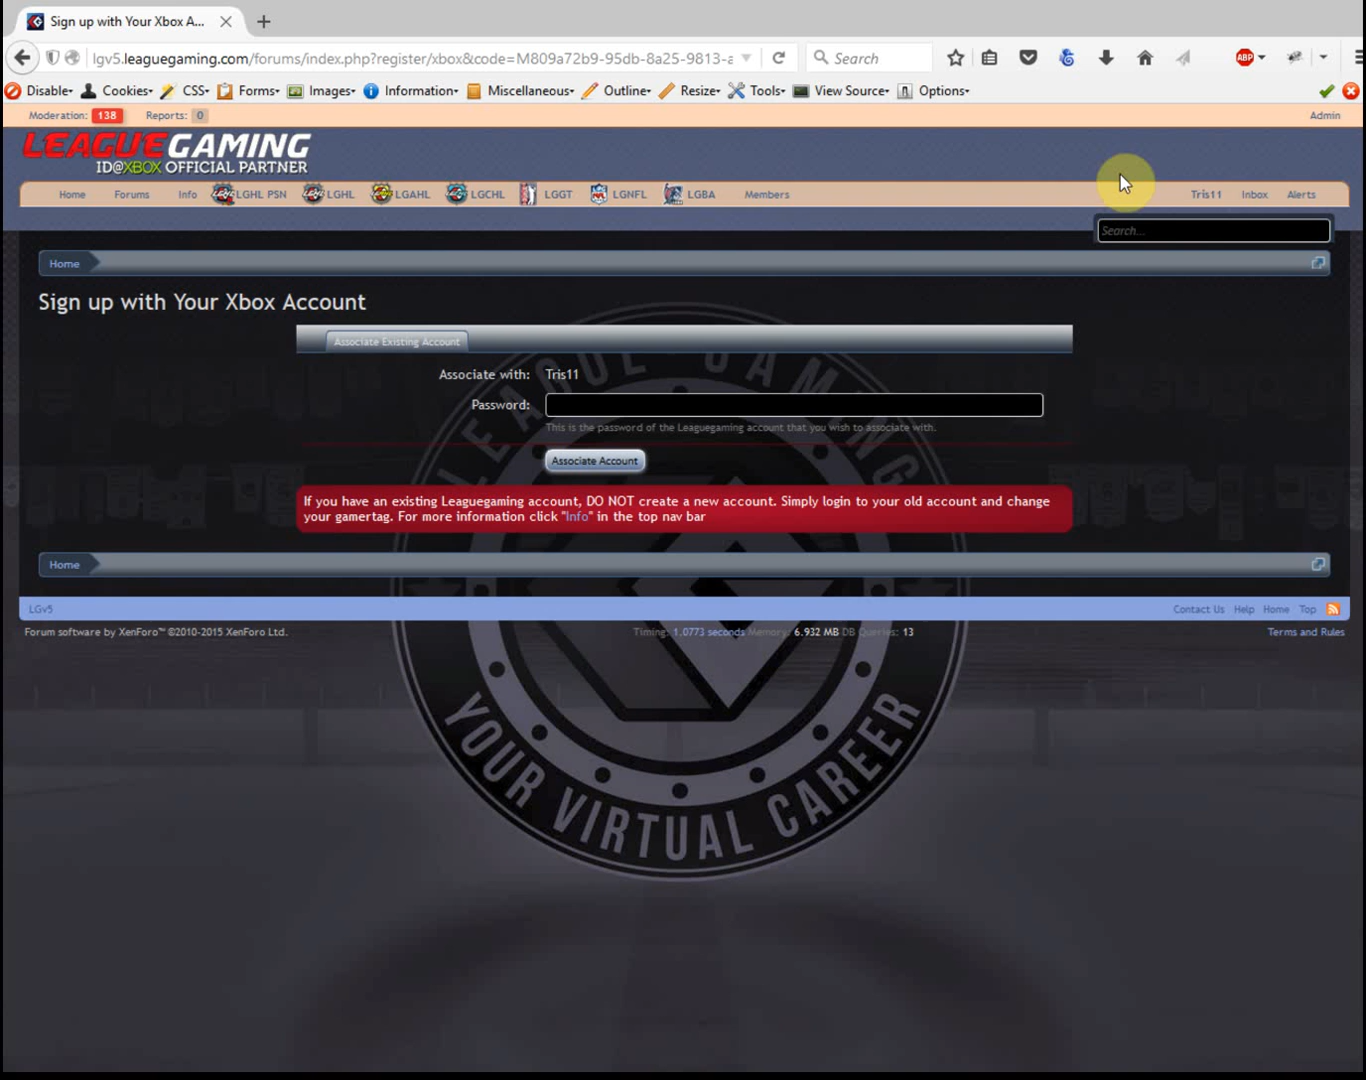 Sign up with Your Xbox A...
lgv5.leaguegaming.com/forums/index.php?register/xbox&code=M809a72b9-95db-8a25-9813-a
Search
ABP
Disable Cookies CSS Forms Images Information Miscellaneous Outline Resize Tools View Source Options
Moderation: 138 Reports: 0 Admin
LEAGUEGAMING
ID@XBOX OFFICIAL PARTNER
Home Forums Info LGHL PSN LGHL LGAHL LGCHL LGGT LGNFL LGBA Members Tris11 Inbox Alerts
Search...
Home
Sign up with Your Xbox Account
Associate Existing Account
Associate with: Tris11
Password:
This is the password of the Leaguegaming account that you wish to associate with.
Associate Account
If you have an existing Leaguegaming account, DO NOT create a new account. Simply login to your old account and change
your gamertag. For more information click "Info" in the top nav bar
Home
LGv5 Contact Us Help Home Top
Forum software by XenForo™ ©2010-2015 XenForo Ltd. Timing: 1.0773 seconds Memory: 6.932 MB DB Queries: 13 Terms and Rules
LEAGUE GAMING
YOUR VIRTUAL CAREER